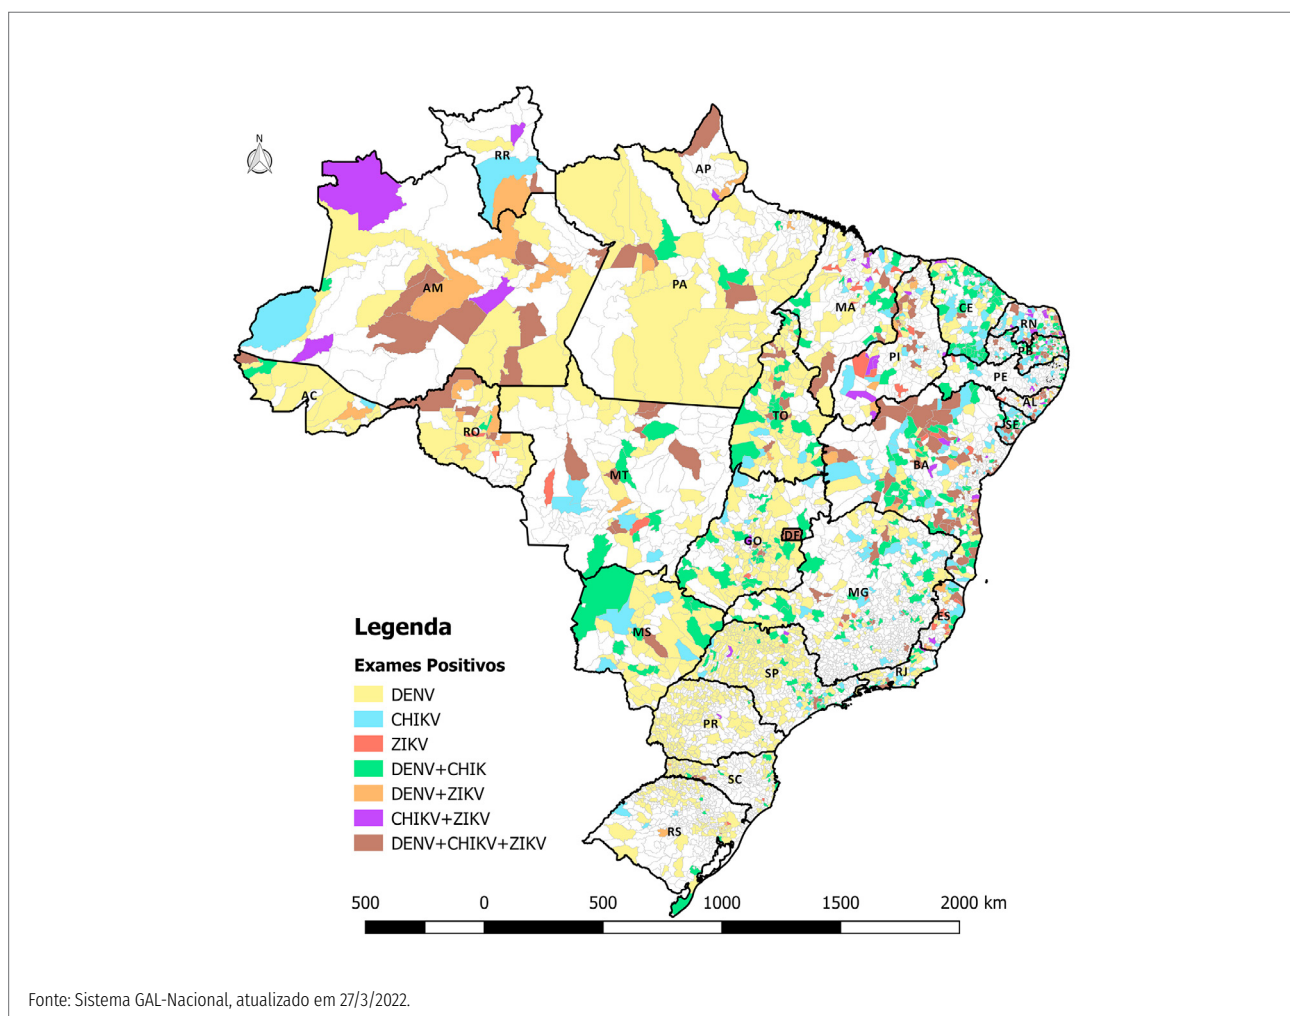 N
RR
AP
AM
PA
MA
CE
RN
PB
PI
PE
AC
AL
TO
SE
RO
BA
MT
GO
DF
MG
ES
MS
RJ
SP
PR
SC
RS
Legenda
Exames Positivos
DENV
CHIKV
ZIKV
DENV+CHIK
DENV+ZIKV
CHIKV+ZIKV
DENV+CHIKV+ZIKV
500 0 500 1000 1500 2000 km
Fonte: Sistema GAL-Nacional, atualizado em 27/3/2022.